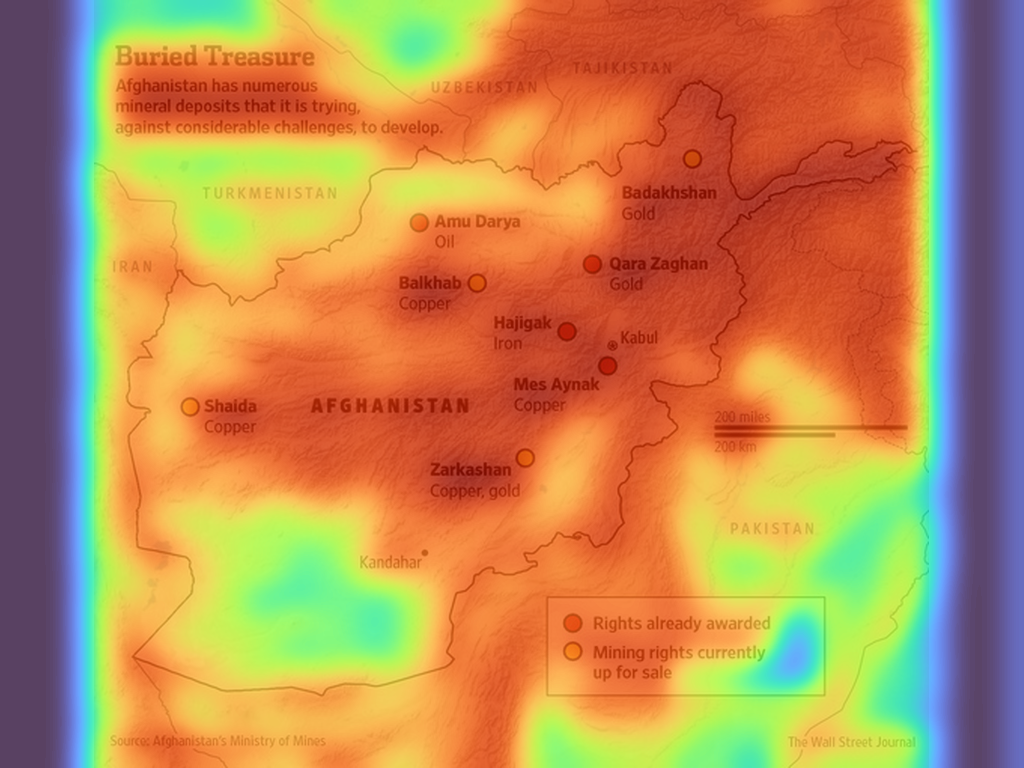 Buried Treasure
Afghanistan has numerous
mineral deposits that it is trying,
against considerable challenges, to develop.
UZBEKISTAN
TAJIKISTAN
TURKMENISTAN
IRAN
Badakhshan
Gold
Amu Darya
Oil
Qara Zaghan
Gold
Balkhab
Copper
Hajigak
Iron
Kabul
Mes Aynak
Copper
Shaida
Copper
AFGHANISTAN
200 miles
200 km
Zarkashan
Copper, gold
PAKISTAN
Kandahar
Rights already awarded
Mining rights currently
up for sale
Source: Afghanistan's Ministry of Mines
The Wall Street Journal